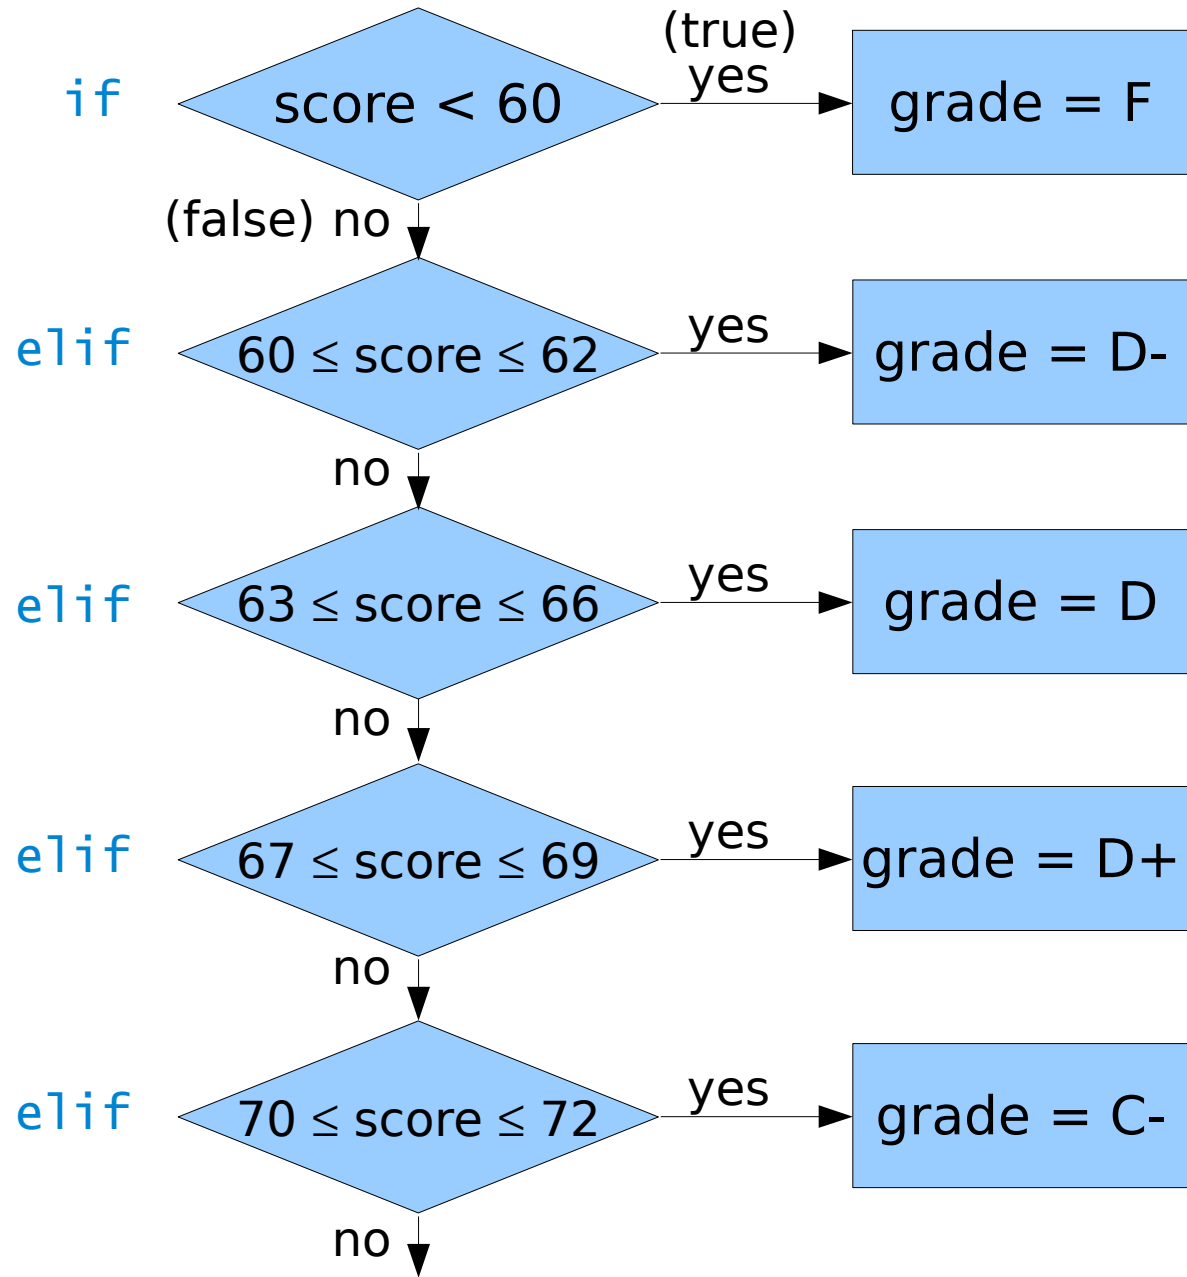 (true)
if
score < 60
yes
grade = F
(false) no
elif
60 ≤ score ≤ 62
yes
grade = D-
no
elif
63 ≤ score ≤ 66
yes
grade = D
no
elif
67 ≤ score ≤ 69
yes
grade = D+
no
elif
70 ≤ score ≤ 72
yes
grade = C-
no